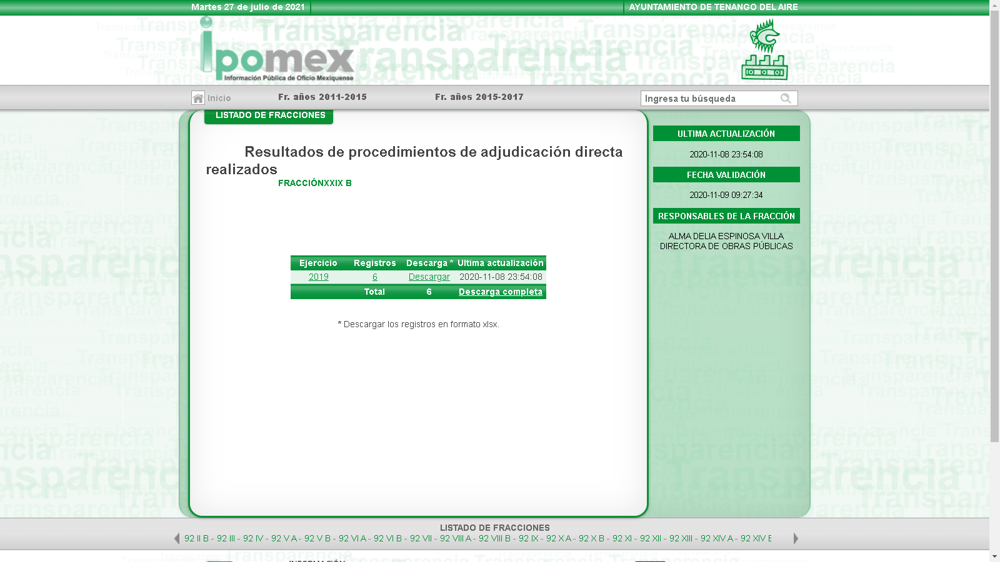 Martes 27 de julio de 2021
AYUNTAMIENTO DE TENANGO DEL AIRE
ipomex
Información Pública de Oficio Mexiquense
Inicio
Fr. años 2011-2015
Fr. años 2015-2017
Ingresa tu búsqueda
LISTADO DE FRACCIONES
Resultados de procedimientos de adjudicación directa
realizados
FRACCIÓNXXIX B
Ejercicio Registros Descarga * Ultima actualización
2019 6 Descargar 2020-11-08 23:54:08
Total 6 Descarga completa
* Descargar los registros en formato xlsx.
ULTIMA ACTUALIZACIÓN
2020-11-08 23:54:08
FECHA VALIDACIÓN
2020-11-09 09:27:34
RESPONSABLES DE LA FRACCIÓN
ALMA DELIA ESPINOSA VILLA
DIRECTORA DE OBRAS PÚBLICAS
LISTADO DE FRACCIONES
92 II B - 92 III - 92 IV - 92 V A - 92 V B - 92 VI A - 92 VI B - 92 VII - 92 VIII A - 92 VIII B - 92 IX - 92 X A - 92 X B - 92 XI - 92 XII - 92 XIII - 92 XIV A - 92 XIV